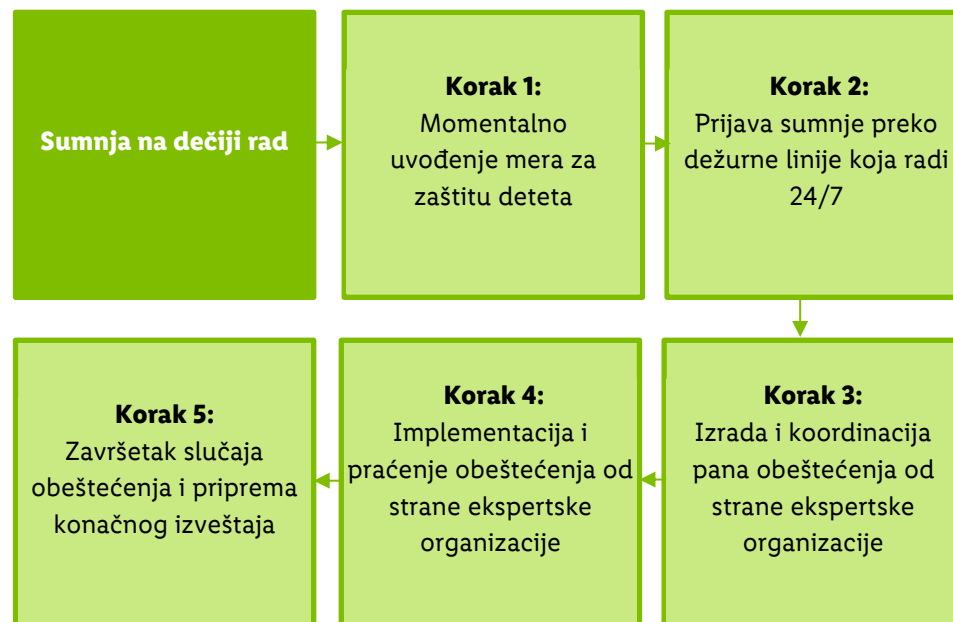 Sumnja na dečiji rad
Korak 1:
Momentalno
uvođenje mera za
zaštitu deteta
Korak 2:
Prijava sumnje preko
dežurne linije koja radi
24/7
Korak 3:
Izrada i koordinacija
pana obeštećenja od
strane ekspertske
organizacije
Korak 4:
Implementacija i
praćenje obeštećenja od
strane ekspertske
organizacije
Korak 5:
Završetak slučaja
obeštećenja i priprema
konačnog izveštaja